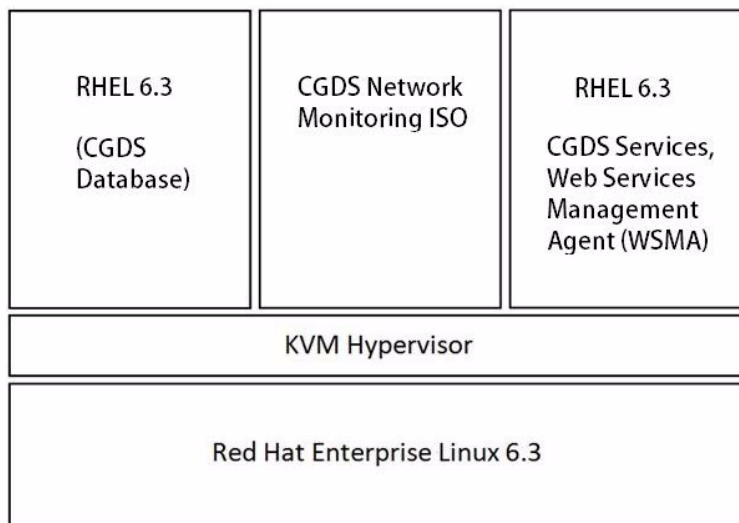 RHEL 6.3
(CGDS
Database)
CGDS Network
Monitoring ISO
RHEL 6.3
CGDS Services,
Web Services
Management
Agent (WSMA)
KVM Hypervisor
Red Hat Enterprise Linux 6.3